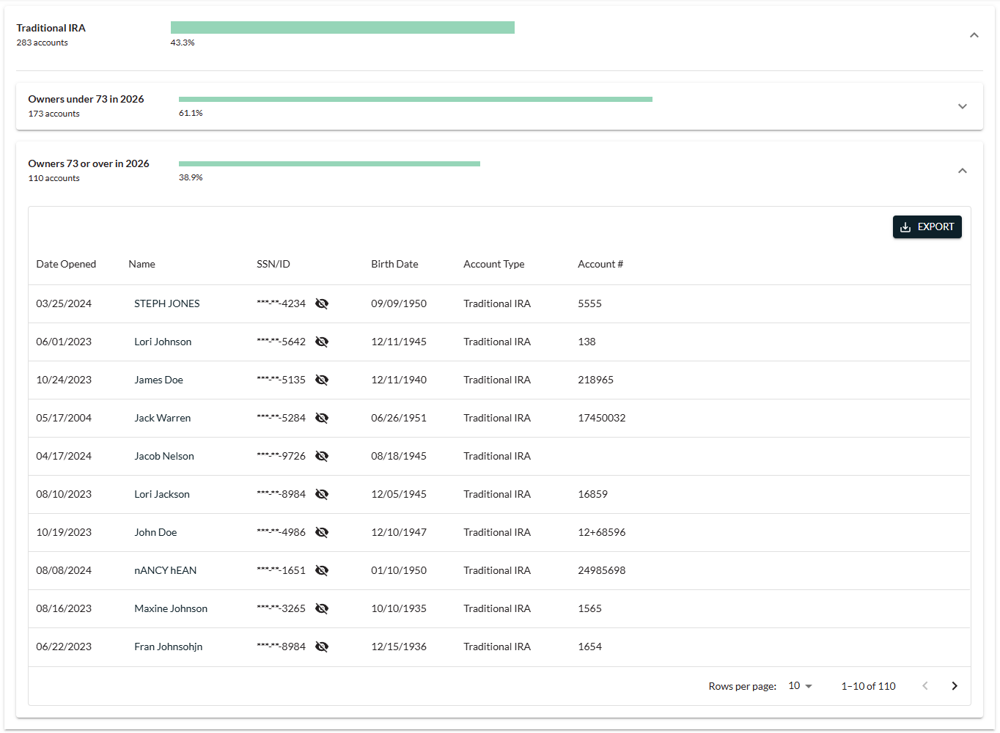 Traditional IRA
283 accounts
43.3%
Owners under 73 in 2026
173 accounts
61.1%
Owners 73 or over in 2026
110 accounts
38.9%
EXPORT
Date Opened Name SSN/ID Birth Date Account Type Account #
03/25/2024 STEPH JONES ***-**-4234 09/09/1950 Traditional IRA 5555
06/01/2023 Lori Johnson ***-**-5642 12/11/1945 Traditional IRA 138
10/24/2023 James Doe ***-**-5135 12/11/1940 Traditional IRA 218965
05/17/2004 Jack Warren ***-**-5284 06/26/1951 Traditional IRA 17450032
04/17/2024 Jacob Nelson ***-**-9726 08/18/1945 Traditional IRA
08/10/2023 Lori Jackson ***-**-8984 12/05/1945 Traditional IRA 16859
10/19/2023 John Doe ***-**-4986 12/10/1947 Traditional IRA 12+68596
08/08/2024 nANCY hEAN ***-**-1651 01/10/1950 Traditional IRA 24985698
08/16/2023 Maxine Johnson ***-**-3265 10/10/1935 Traditional IRA 1565
06/22/2023 Fran Johnsohjn ***-**-8984 12/15/1936 Traditional IRA 1654
Rows per page: 10 1–10 of 110